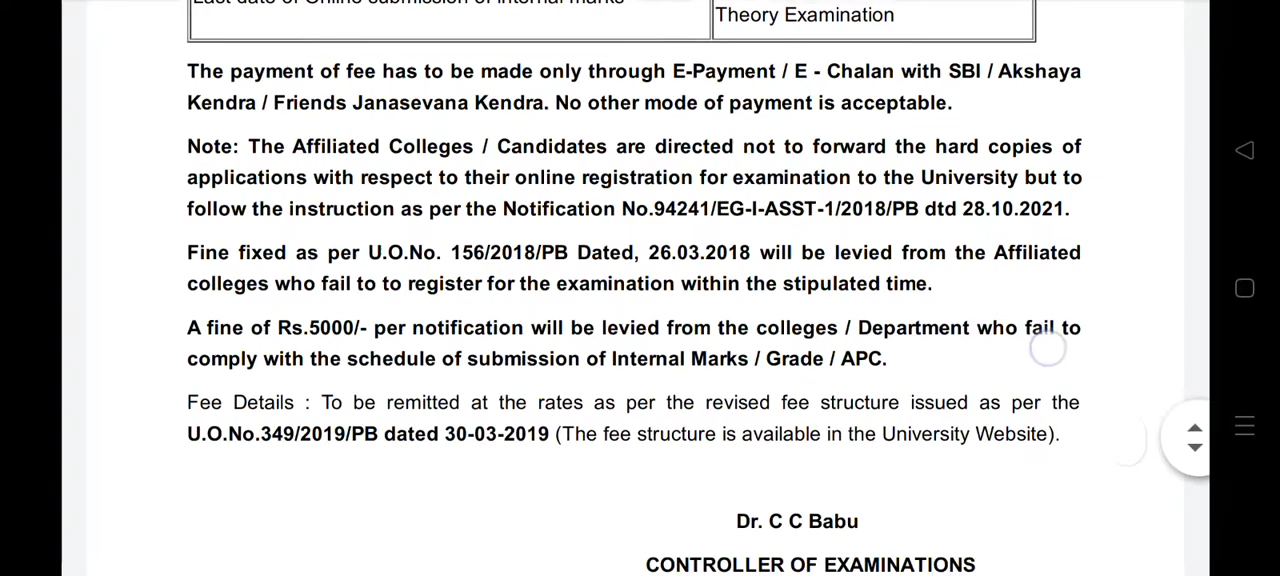 Last date of Online submission of internal marks
Theory Examination
The payment of fee has to be made only through E-Payment / E - Chalan with SBI / Akshaya
Kendra / Friends Janasevana Kendra. No other mode of payment is acceptable.
Note: The Affiliated Colleges / Candidates are directed not to forward the hard copies of
applications with respect to their online registration for examination to the University but to
follow the instruction as per the Notification No.94241/EG-I-ASST-1/2018/PB dtd 28.10.2021.
Fine fixed as per U.O.No. 156/2018/PB Dated, 26.03.2018 will be levied from the Affiliated
colleges who fail to to register for the examination within the stipulated time.
A fine of Rs.5000/- per notification will be levied from the colleges / Department who fail to
comply with the schedule of submission of Internal Marks / Grade / APC.
Fee Details : To be remitted at the rates as per the revised fee structure issued as per the
U.O.No.349/2019/PB dated 30-03-2019 (The fee structure is available in the University Website).
Dr. C C Babu
CONTROLLER OF EXAMINATIONS